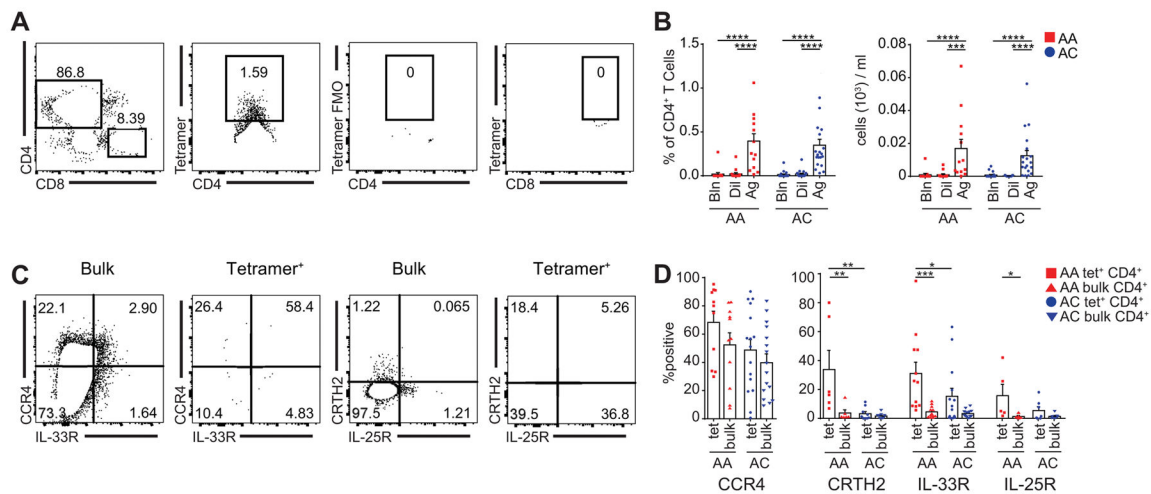 A
86.8
8.39
CD4
CD8
1.59
Tetramer
CD4
0
Tetramer FMO
CD4
0
Tetramer
CD8
B
% of CD4⁺ T Cells
1.5
1.0
0.5
0.0
**** ****
**** ****
Bln Dil Ag Bln Dil Ag
AA AC
cells (10³) / ml
0.08
0.06
0.04
0.02
0
**** ****
*** ****
Bln Dil Ag Bln Dil Ag
AA AC
AA
AC
C
Bulk
22.1 2.90
73.3 1.64
CCR4
IL-33R
Tetramer⁺
26.4 58.4
10.4 4.83
CCR4
IL-33R
Bulk
1.22 0.065
97.5 1.21
CRTH2
IL-25R
Tetramer⁺
18.4 5.26
39.5 36.8
CRTH2
IL-25R
D
%positive
100
80
60
40
20
0
tet bulk tet bulk
AA AC
CCR4
100
80
60
40
20
0
** * 
** *** *
tet bulk tet bulk tet bulk tet bulk tet bulk tet bulk
AA AC AA AC AA AC
CRTH2 IL-33R IL-25R
AA tet⁺ CD4⁺
AA bulk CD4⁺
AC tet⁺ CD4⁺
AC bulk CD4⁺